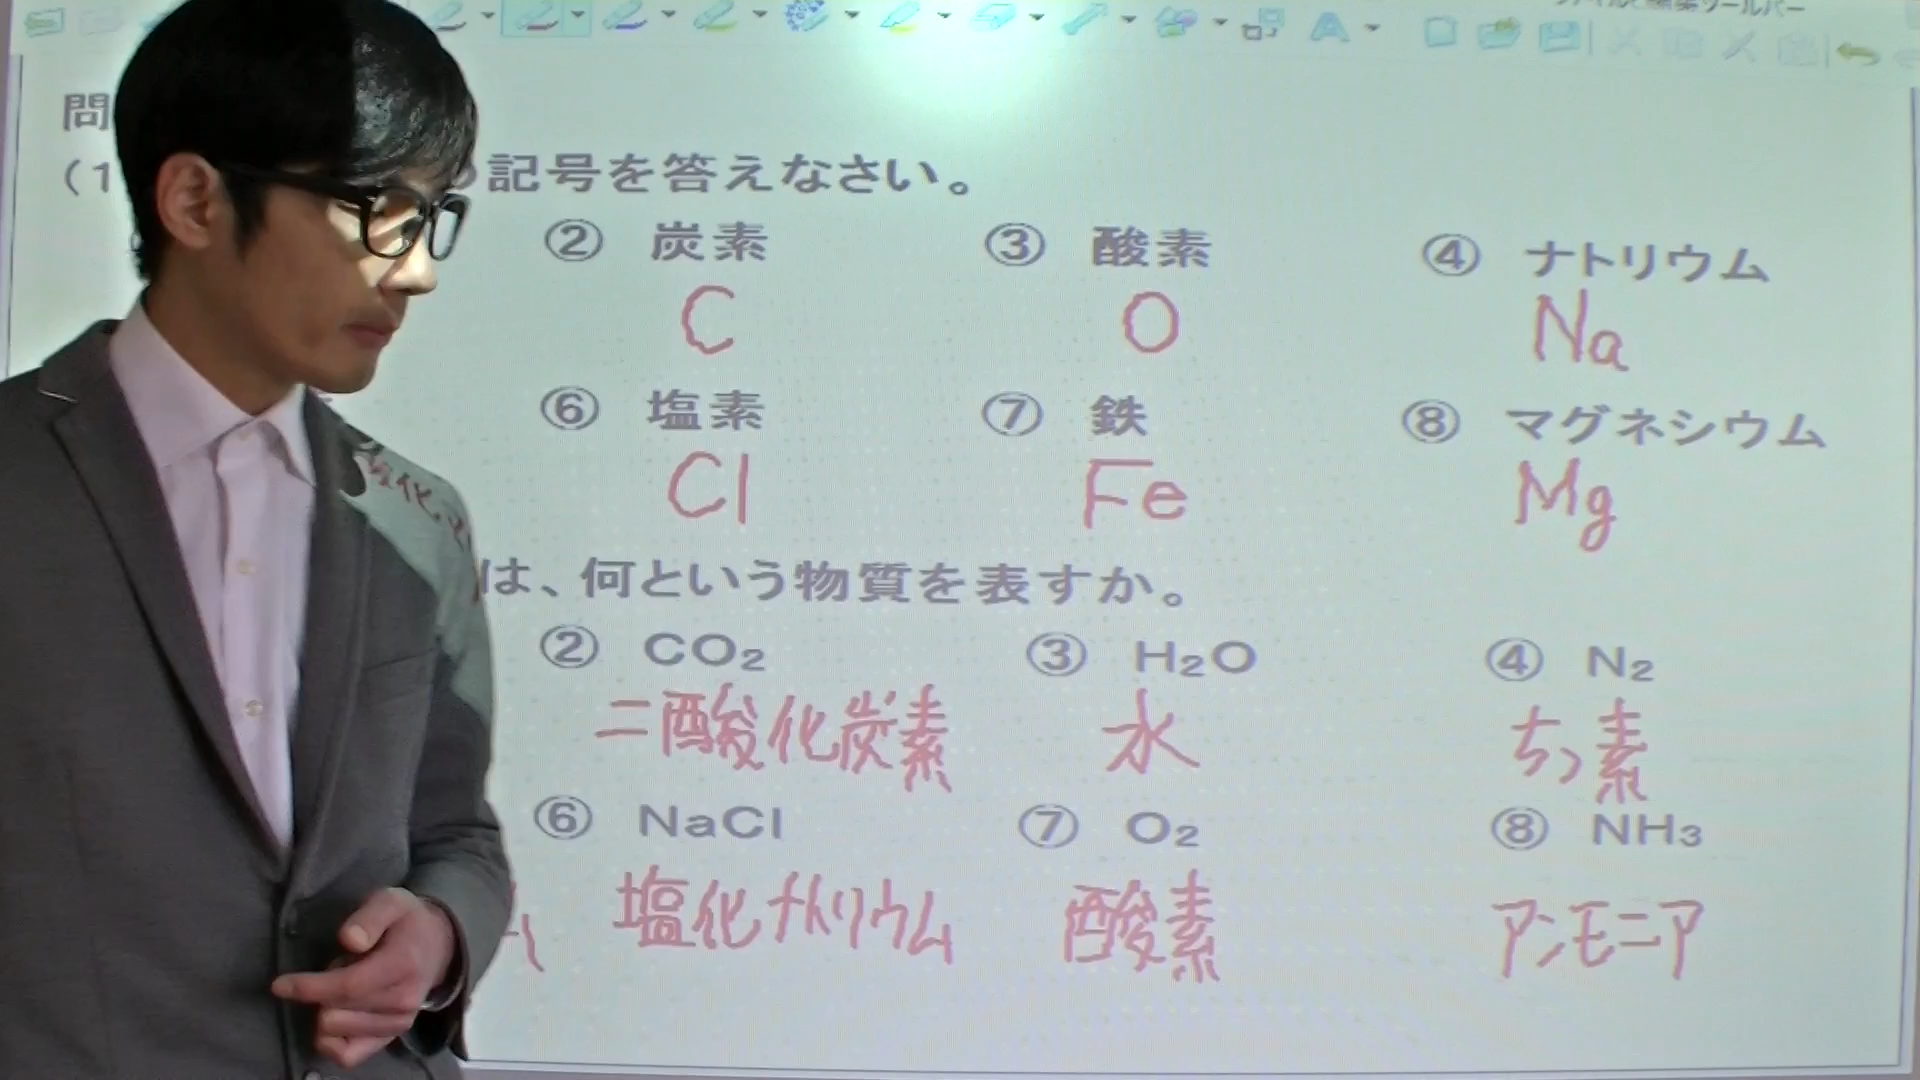 問
(1 記号を答えなさい。
② 炭素 ③ 酸素 ④ ナトリウム
C O Na
⑥ 塩素 ⑦ 鉄 ⑧ マグネシウム
Cl Fe Mg
は、何という物質を表すか。
② CO₂ ③ H₂O ④ N₂
二酸化炭素 水 ちっ素
⑥ NaCl ⑦ O₂ ⑧ NH₃
塩化ナトリウム 酸素 アンモニア